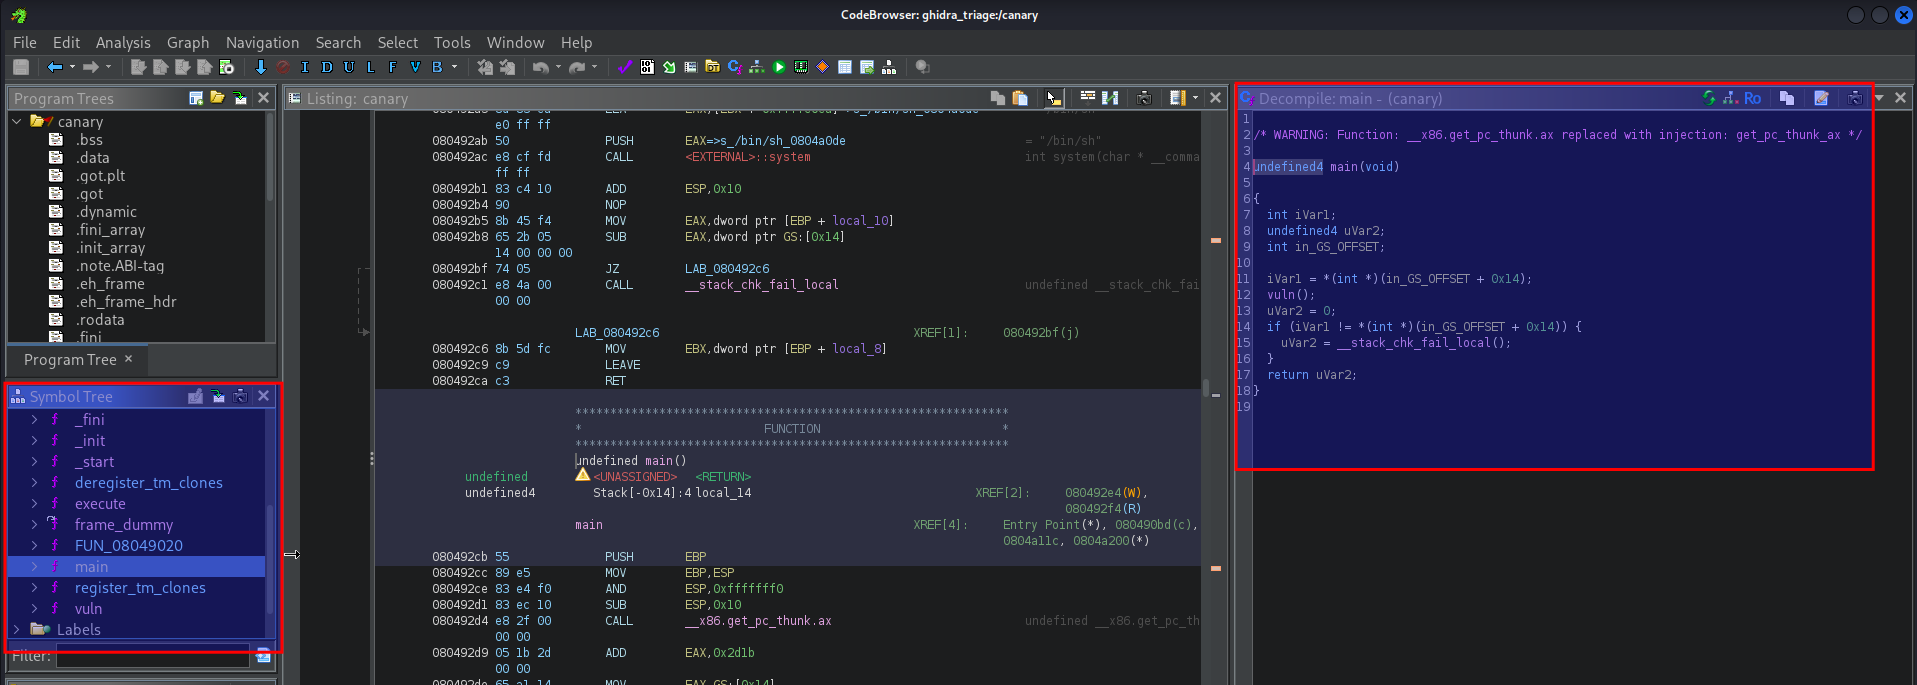 CodeBrowser: ghidra_triage:/canary
File Edit Analysis Graph Navigation Search Select Tools Window Help
I D U L F V B
Program Trees
canary
.bss
.data
.got.plt
.got
.dynamic
.fini_array
.init_array
.note.ABI-tag
.eh_frame
.eh_frame_hdr
.rodata
.fini
Program Tree ×
Symbol Tree
_fini
_init
_start
deregister_tm_clones
execute
frame_dummy
FUN_08049020
main
register_tm_clones
vuln
Labels
Filter:
Listing: canary
e0 ff ff
080492ab 50 PUSH EAX=>s_/bin/sh_0804a0de = "/bin/sh"
080492ac e8 cf fd CALL <EXTERNAL>::system int system(char * __comma
ff ff
080492b1 83 c4 10 ADD ESP,0x10
080492b4 90 NOP
080492b5 8b 45 f4 MOV EAX,dword ptr [EBP + local_10]
080492b8 65 2b 05 SUB EAX,dword ptr GS:[0x14]
14 00 00 00
080492bf 74 05 JZ LAB_080492c6
080492c1 e8 4a 00 CALL __stack_chk_fail_local undefined __stack_chk_fai
00 00
LAB_080492c6 XREF[1]: 080492bf(j)
080492c6 8b 5d fc MOV EBX,dword ptr [EBP + local_8]
080492c9 c9 LEAVE
080492ca c3 RET
**************************************************************
* FUNCTION *
**************************************************************
undefined main()
undefined <UNASSIGNED> <RETURN>
undefined4 Stack[-0x14]:4 local_14 XREF[2]: 080492e4(W),
080492f4(R)
main XREF[4]: Entry Point(*), 080490bd(c),
0804a11c, 0804a200(*)
080492cb 55 PUSH EBP
080492cc 89 e5 MOV EBP,ESP
080492ce 83 e4 f0 AND ESP,0xfffffff0
080492d1 83 ec 10 SUB ESP,0x10
080492d4 e8 2f 00 CALL __x86.get_pc_thunk.ax undefined __x86.get_pc_th
00 00
080492d9 05 1b 2d ADD EAX,0x2d1b
00 00
080492de 65 a1 14 MOV EAX,GS:[0x14]
Decompile: main - (canary)
Ro
1
2 /* WARNING: Function: __x86.get_pc_thunk.ax replaced with injection: get_pc_thunk_ax */
3
4 undefined4 main(void)
5
6 {
7 int iVar1;
8 undefined4 uVar2;
9 int in_GS_OFFSET;
10
11 iVar1 = *(int *)(in_GS_OFFSET + 0x14);
12 vuln();
13 uVar2 = 0;
14 if (iVar1 != *(int *)(in_GS_OFFSET + 0x14)) {
15 uVar2 = __stack_chk_fail_local();
16 }
17 return uVar2;
18 }
19